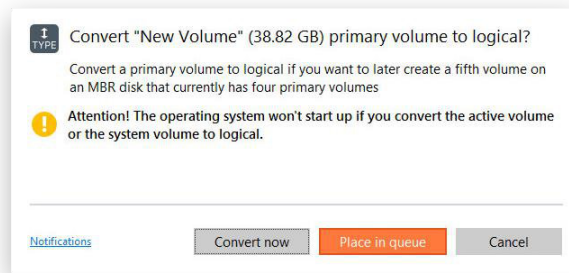 TYPE
Convert "New Volume" (38.82 GB) primary volume to logical?
Convert a primary volume to logical if you want to later create a fifth volume on
an MBR disk that currently has four primary volumes
Attention! The operating system won't start up if you convert the active volume
or the system volume to logical.
Notifications
Convert now
Place in queue
Cancel